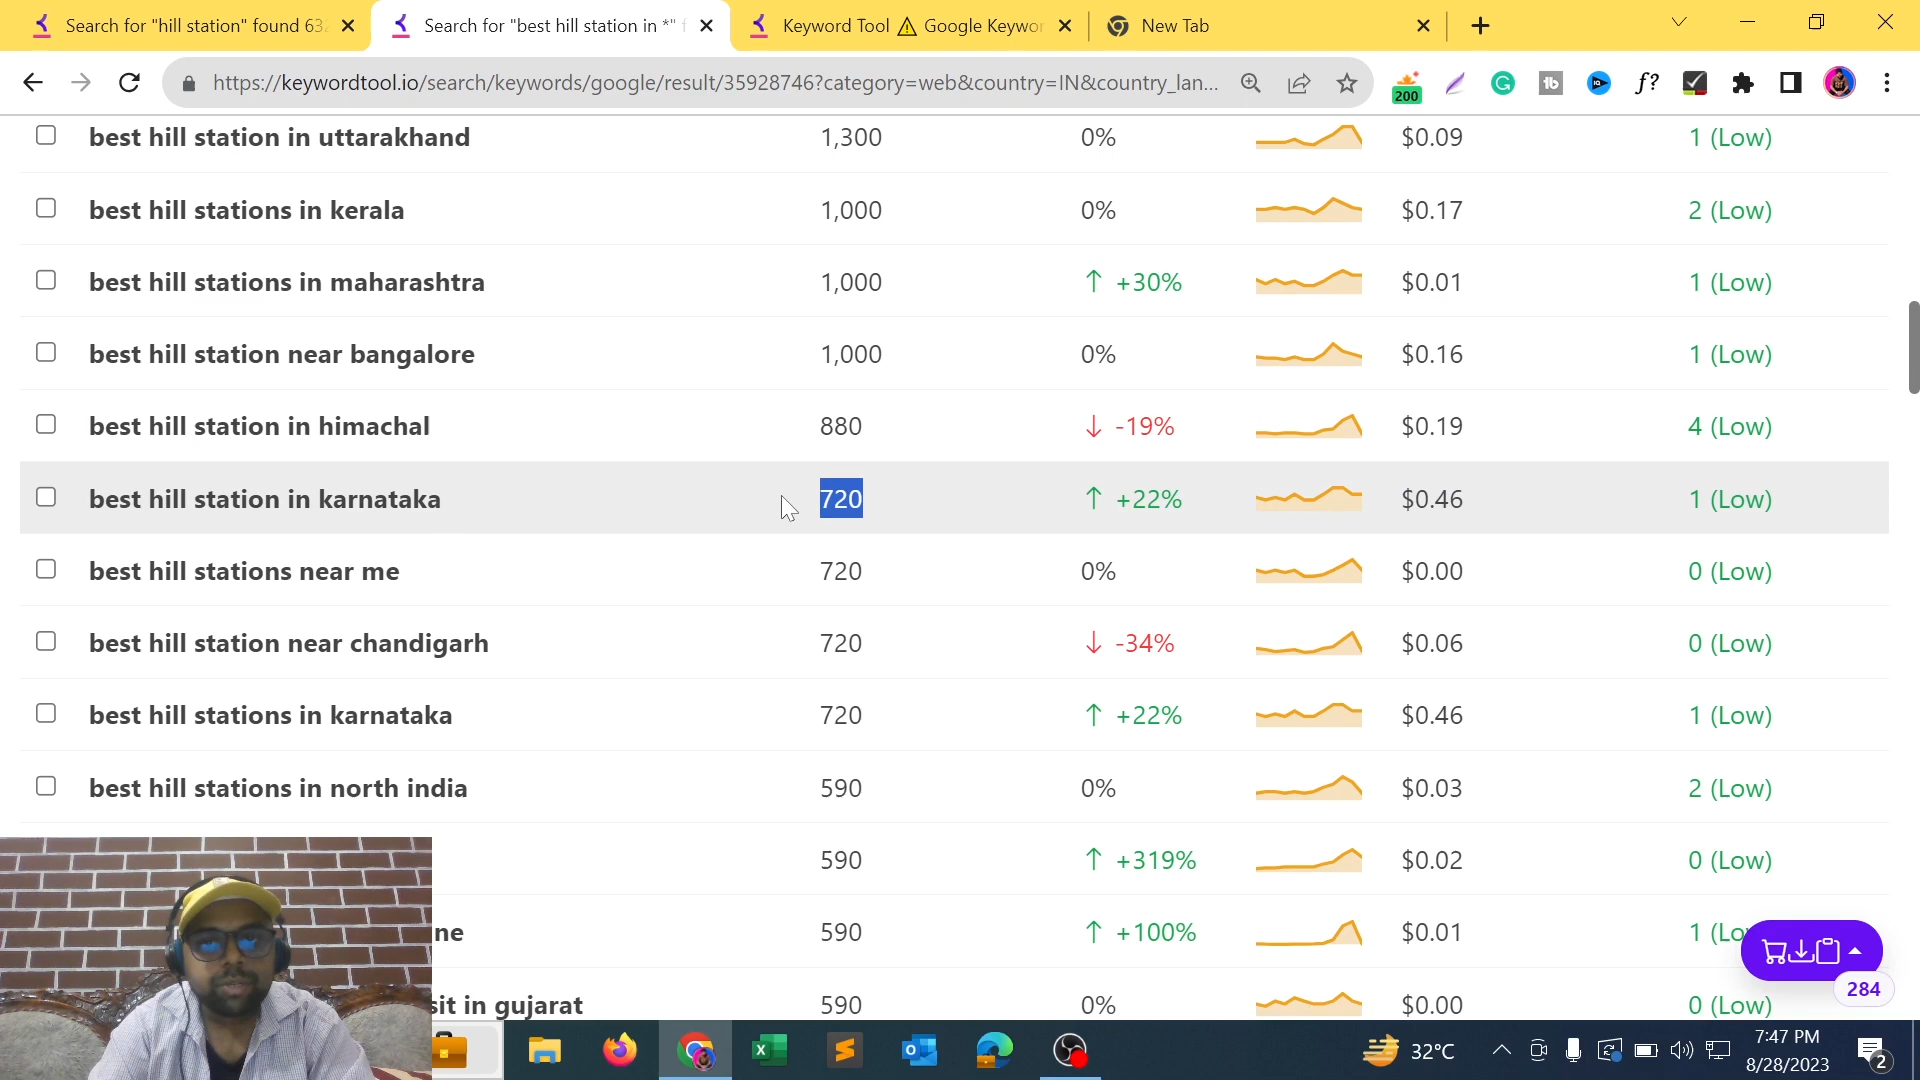 Search for "hill station" found 632
Search for "best hill station in *" f
Keyword Tool ⚠ Google Keywor
New Tab
https://keywordtool.io/search/keywords/google/result/35928746?category=web&country=IN&country_lan...
200
tb
f?
best hill station in uttarakhand 1,300 0% $0.09 1 (Low)
best hill stations in kerala 1,000 0% $0.17 2 (Low)
best hill stations in maharashtra 1,000 ↑ +30% $0.01 1 (Low)
best hill station near bangalore 1,000 0% $0.16 1 (Low)
best hill station in himachal 880 ↓ -19% $0.19 4 (Low)
best hill station in karnataka 720 ↑ +22% $0.46 1 (Low)
best hill stations near me 720 0% $0.00 0 (Low)
best hill station near chandigarh 720 ↓ -34% $0.06 0 (Low)
best hill stations in karnataka 720 ↑ +22% $0.46 1 (Low)
best hill stations in north india 590 0% $0.03 2 (Low)
590 ↑ +319% $0.02 0 (Low)
ne 590 ↑ +100% $0.01 1 (Lo
sit in gujarat 590 0% $0.00 0 (Low)
284
32°C
7:47 PM
8/28/2023
2